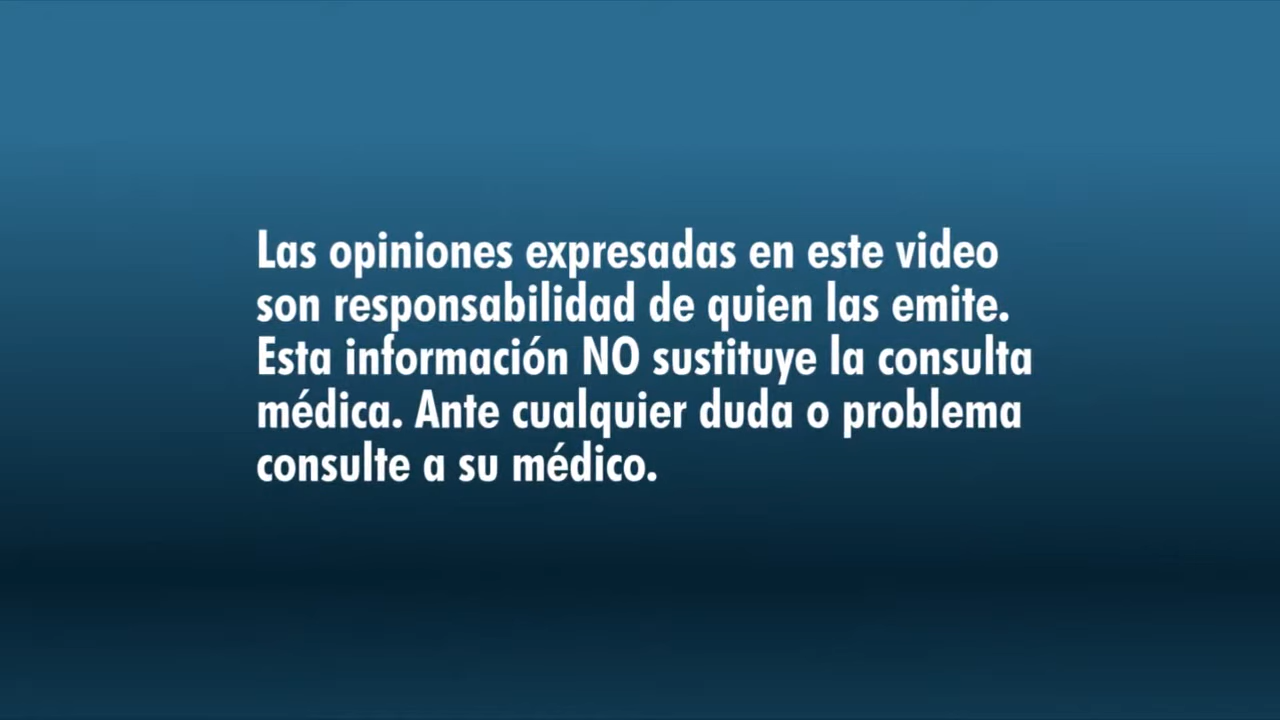 Las opiniones expresadas en este video
son responsabilidad de quien las emite.
Esta información NO sustituye la consulta
médica. Ante cualquier duda o problema
consulte a su médico.